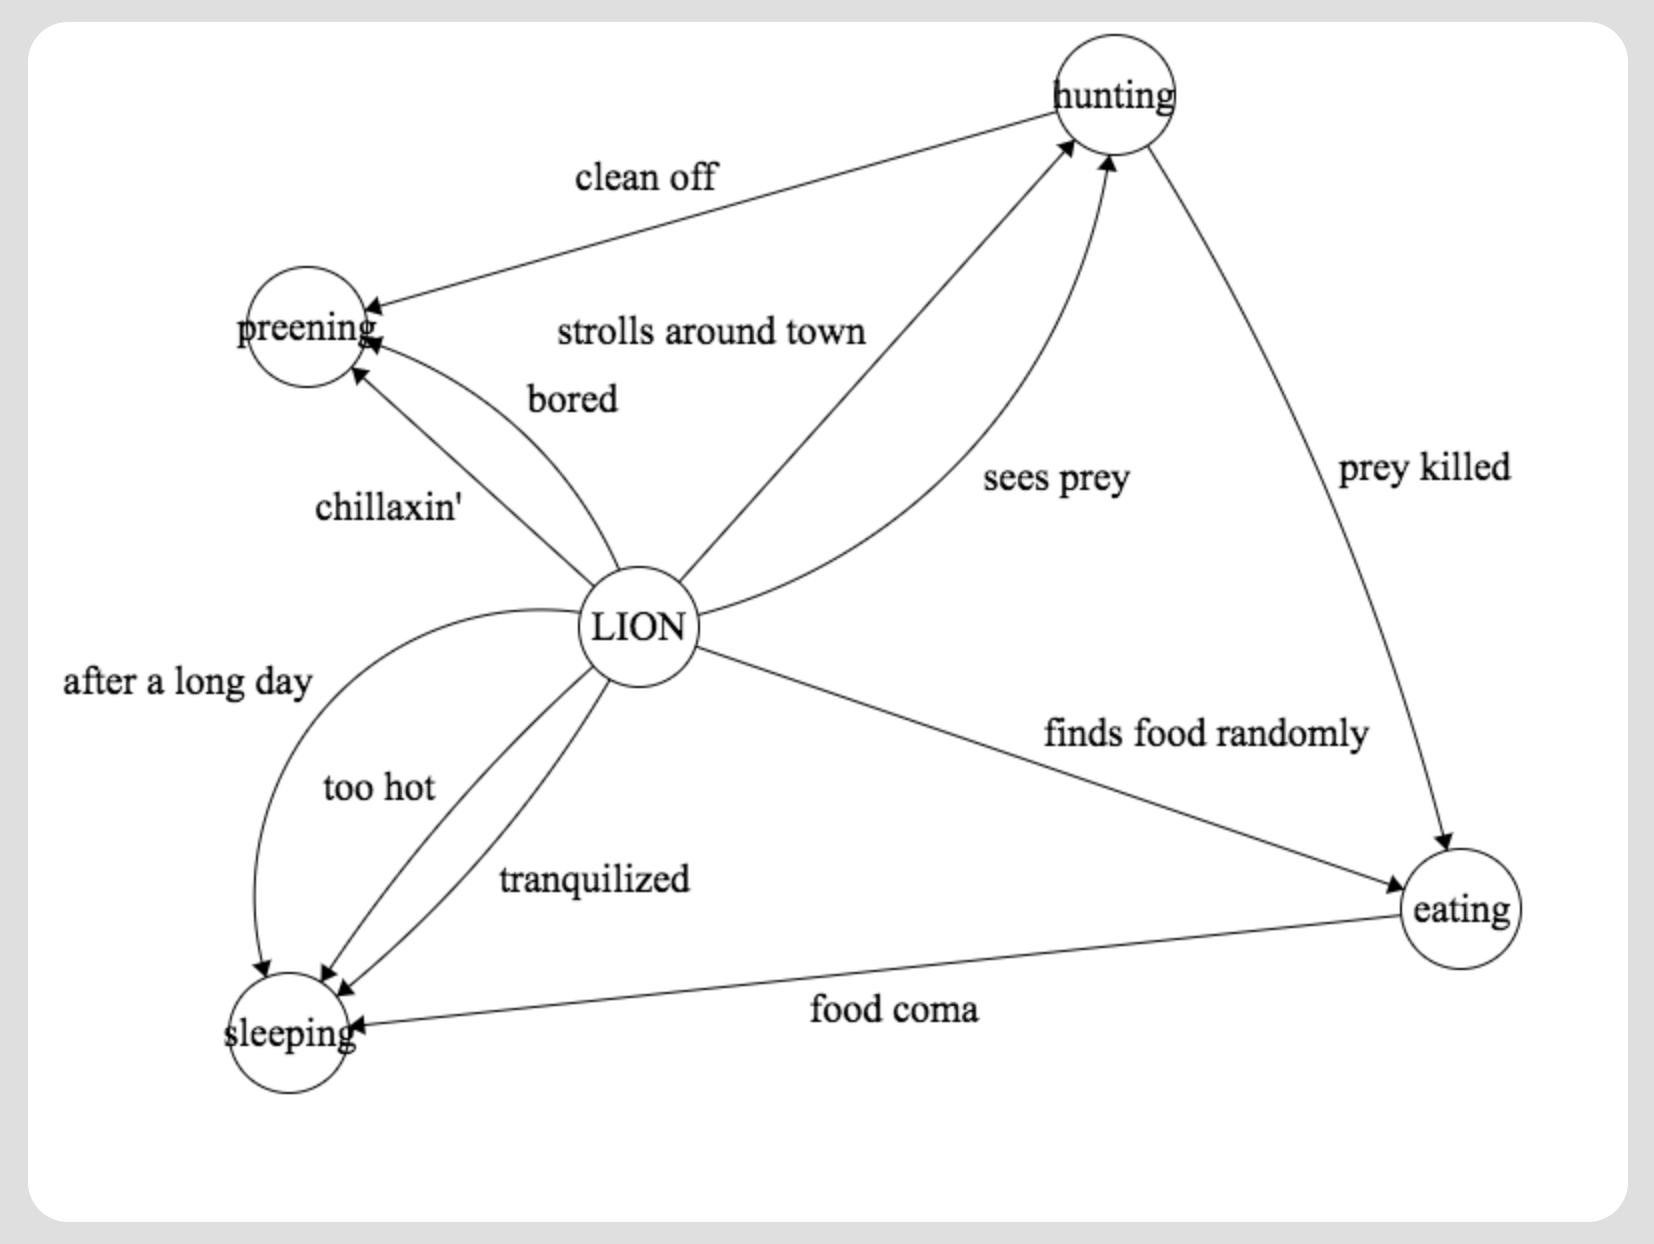 hunting
clean off
preening
strolls around town
bored
prey killed
sees prey
chillaxin'
LION
after a long day
finds food randomly
too hot
tranquilized
eating
food coma
sleeping